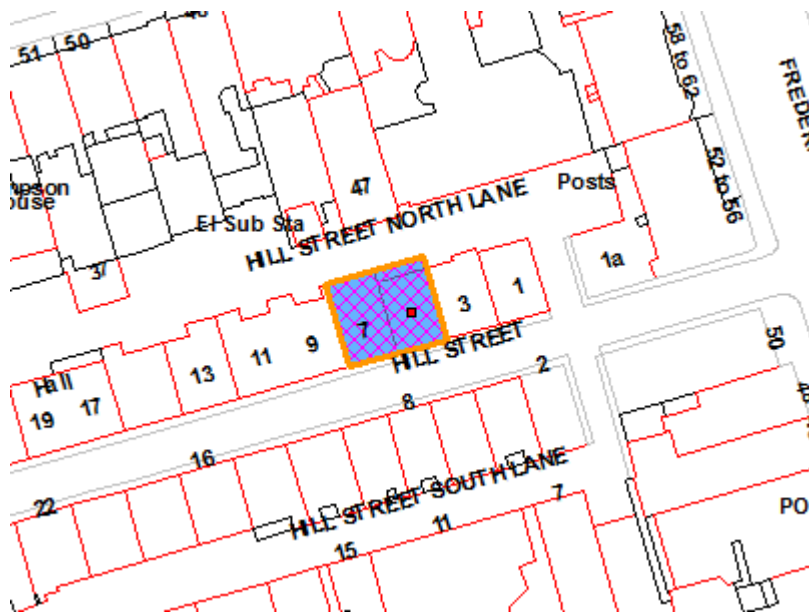 51
50
58 to 62
FREDER
52 to 56
47
Posts
El Sub Sta
HILL STREET NORTH LANE
37
1a
1
3
7
9
11
13
HILL STREET
Hall
17
19
2
50
8
16
22
HILL STREET SOUTH LANE
7
11
15
PO